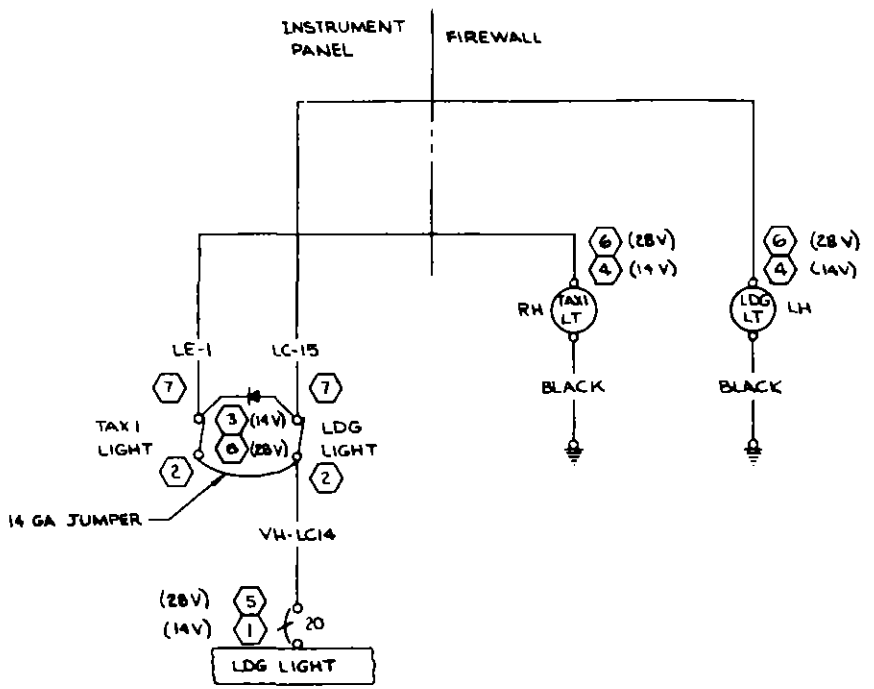 INSTRUMENT PANEL
FIREWALL
6 (28V)
4 (14V)
6 (28V)
4 (14V)
RH
TAXI LT
LDG LT
LH
LE-1
LC-15
BLACK
BLACK
7
7
TAXI LIGHT
3 (14V)
8 (28V)
LDG LIGHT
2
2
14 GA JUMPER
VH-LC14
(28V) 5
(14V) 1
20
LDG LIGHT